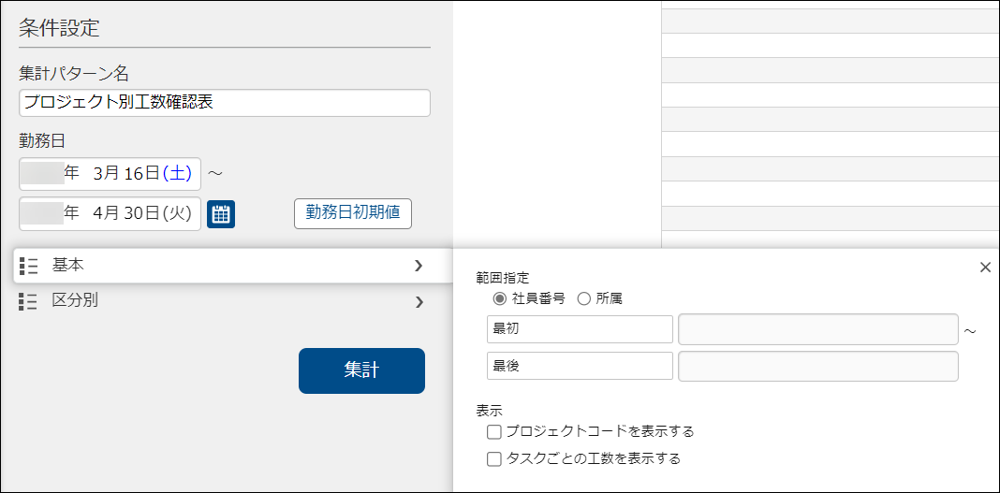 条件設定
集計パターン名
プロジェクト別工数確認表
勤務日
年 3月 16日(土) ～
年 4月 30日(火)
勤務日初期値
基本
区分別
集計
範囲指定
社員番号 所属
最初 ～
最後
表示
プロジェクトコードを表示する
タスクごとの工数を表示する